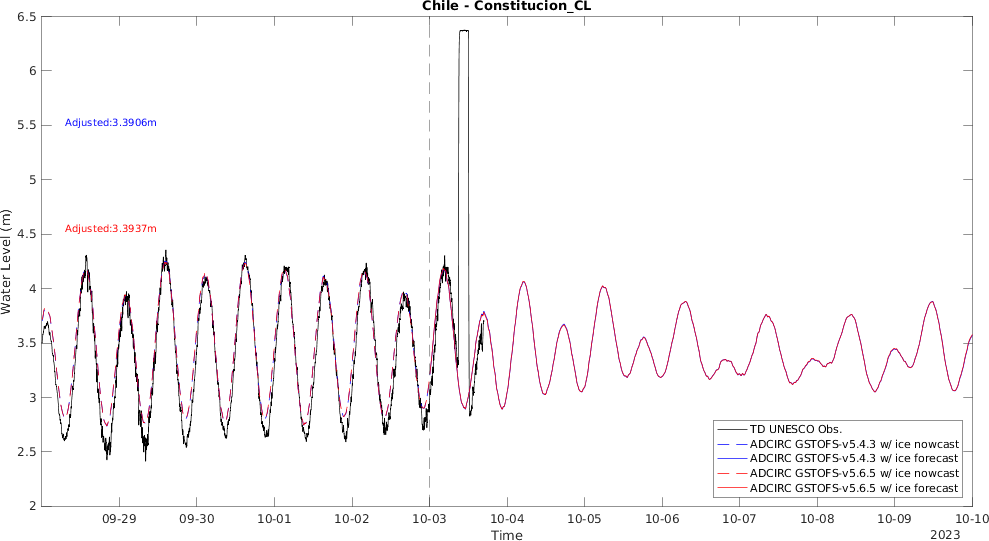 Chile - Constitucion_CL
6.5
6
5.5
5
4.5
4
3.5
3
2.5
2
Water Level (m)
Adjusted:3.3906m
Adjusted:3.3937m
TD UNESCO Obs.
ADCIRC GSTOFS-v5.4.3 w/ ice nowcast
ADCIRC GSTOFS-v5.4.3 w/ ice forecast
ADCIRC GSTOFS-v5.6.5 w/ ice nowcast
ADCIRC GSTOFS-v5.6.5 w/ ice forecast
09-29 09-30 10-01 10-02 10-03 10-04 10-05 10-06 10-07 10-08 10-09 10-10
Time
2023